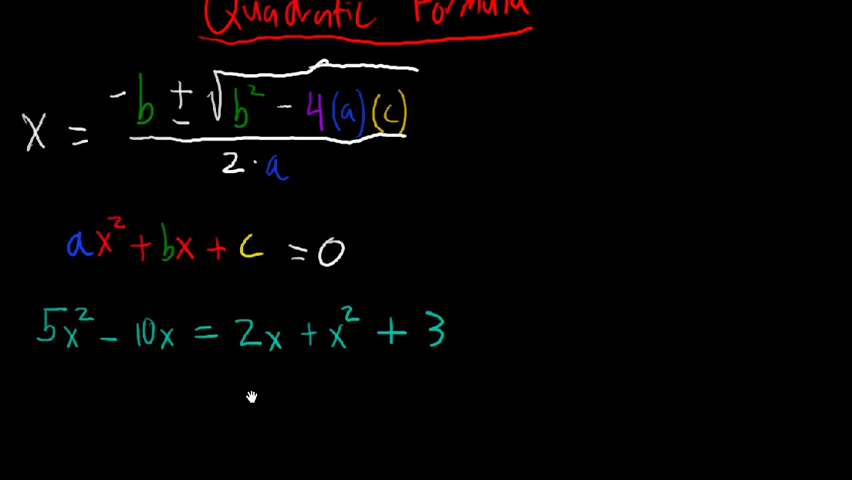 Quadratic Formula
x = -b ± √b² - 4(a)(c)
2 · a
ax² + bx + c = 0
5x² - 10x = 2x + x² + 3